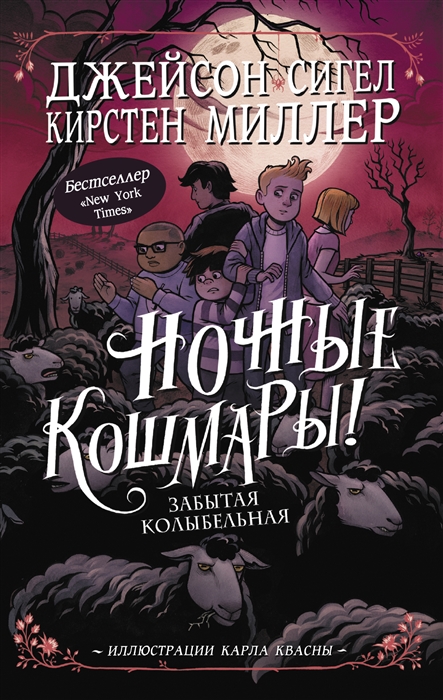 ДЖЕЙСОН СИГЕЛ
КИРСТЕН МИЛЛЕР
Бестселлер
«New York
Times»
НОЧНЫЕ
КОШМАРЫ!
ЗАБЫТАЯ
КОЛЫБЕЛЬНАЯ
~ ИЛЛЮСТРАЦИИ КАРЛА КВАСНЫ ~